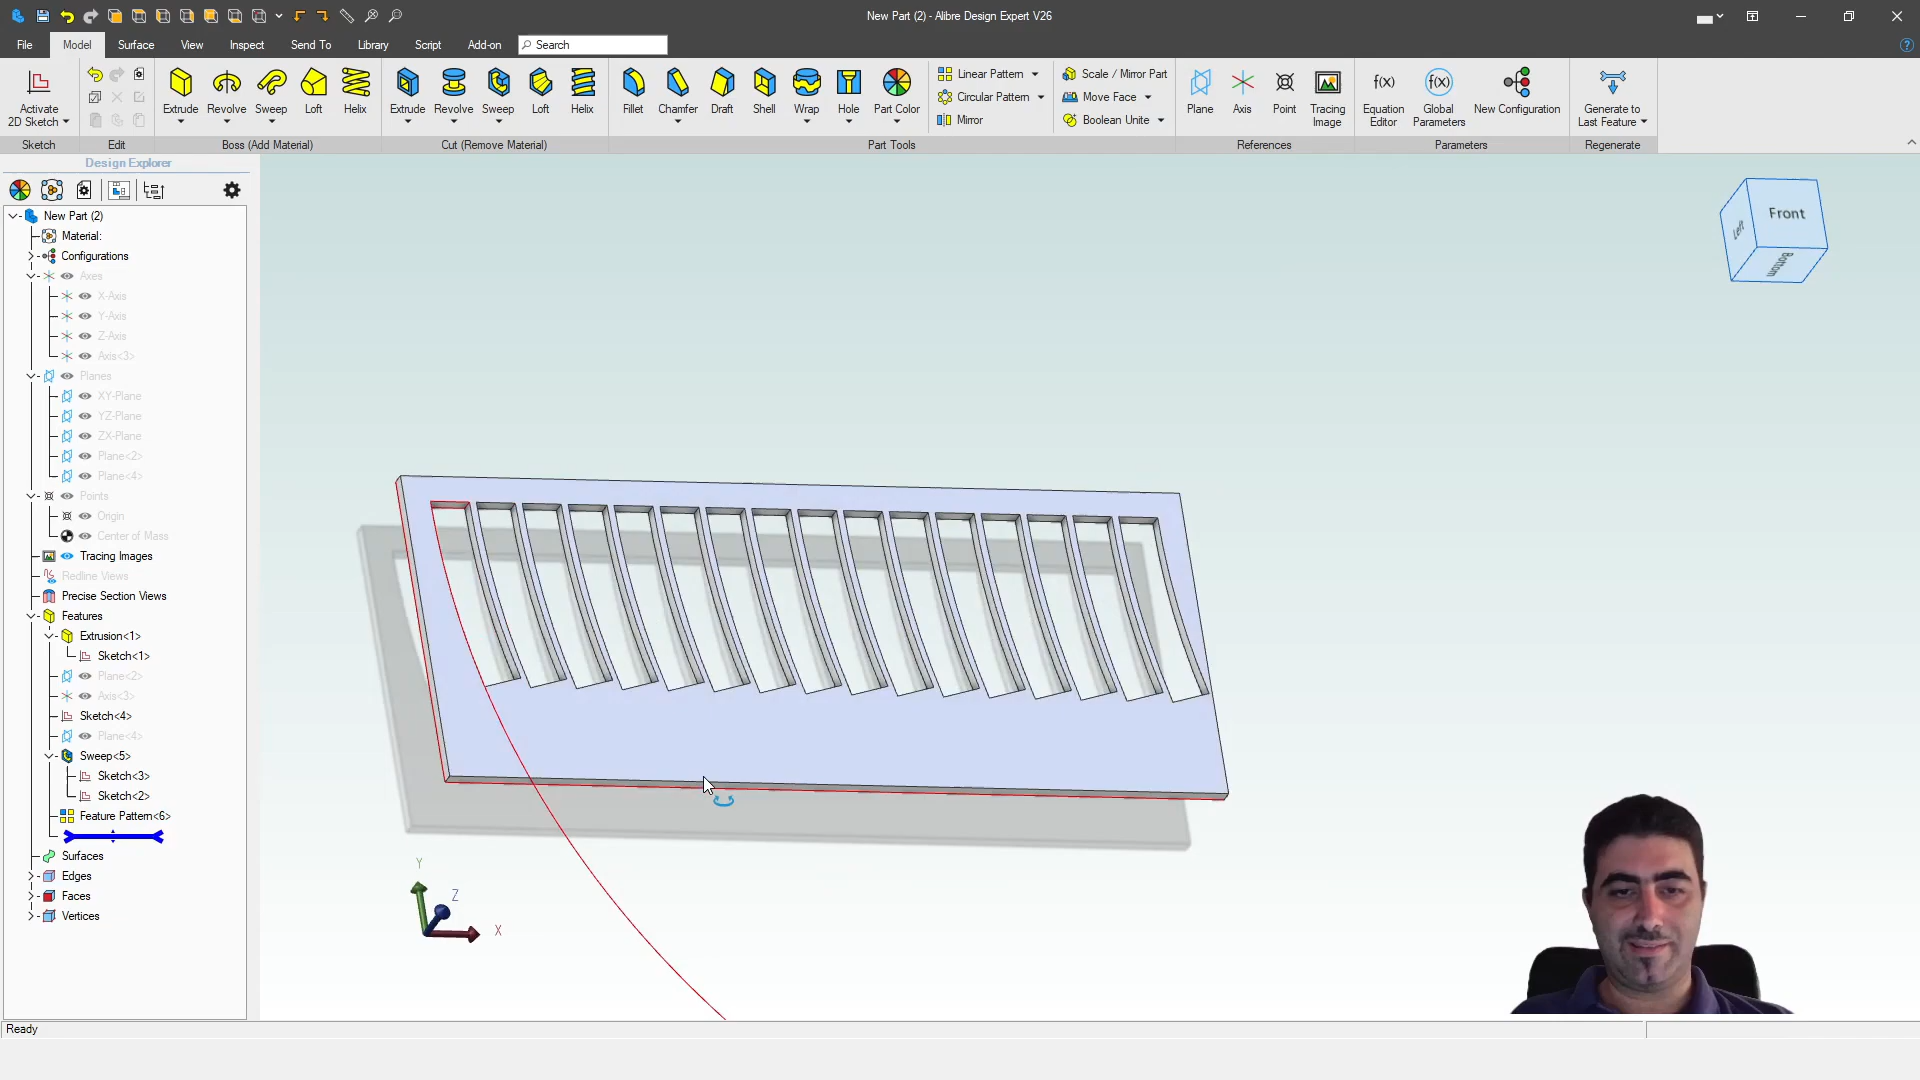 New Part (2) - Alibre Design Expert V26
File Model Surface View Inspect Send To Library Script Add-on Search
Activate 2D Sketch
Extrude Revolve Sweep Loft Helix
Extrude Revolve Sweep Loft Helix
Fillet Chamfer Draft Shell Wrap Hole Part Color
Linear Pattern
Circular Pattern
Mirror
Scale / Mirror Part
Move Face
Boolean Unite
Plane Axis Point Tracing Image
Equation Editor Global Parameters New Configuration
Generate to Last Feature
Sketch Edit Boss (Add Material) Cut (Remove Material) Part Tools References Parameters Regenerate
Design Explorer
New Part (2)
Material:
Configurations
Axes
X-Axis
Y-Axis
Z-Axis
Axis<3>
Planes
XY-Plane
YZ-Plane
ZX-Plane
Plane<2>
Plane<4>
Points
Origin
Center of Mass
Tracing Images
Redline Views
Precise Section Views
Features
Extrusion<1>
Sketch<1>
Plane<2>
Axis<3>
Sketch<4>
Plane<4>
Sweep<5>
Sketch<3>
Sketch<2>
Feature Pattern<6>
Surfaces
Edges
Faces
Vertices
Front
Left
Bottom
Y
Z
X
Ready